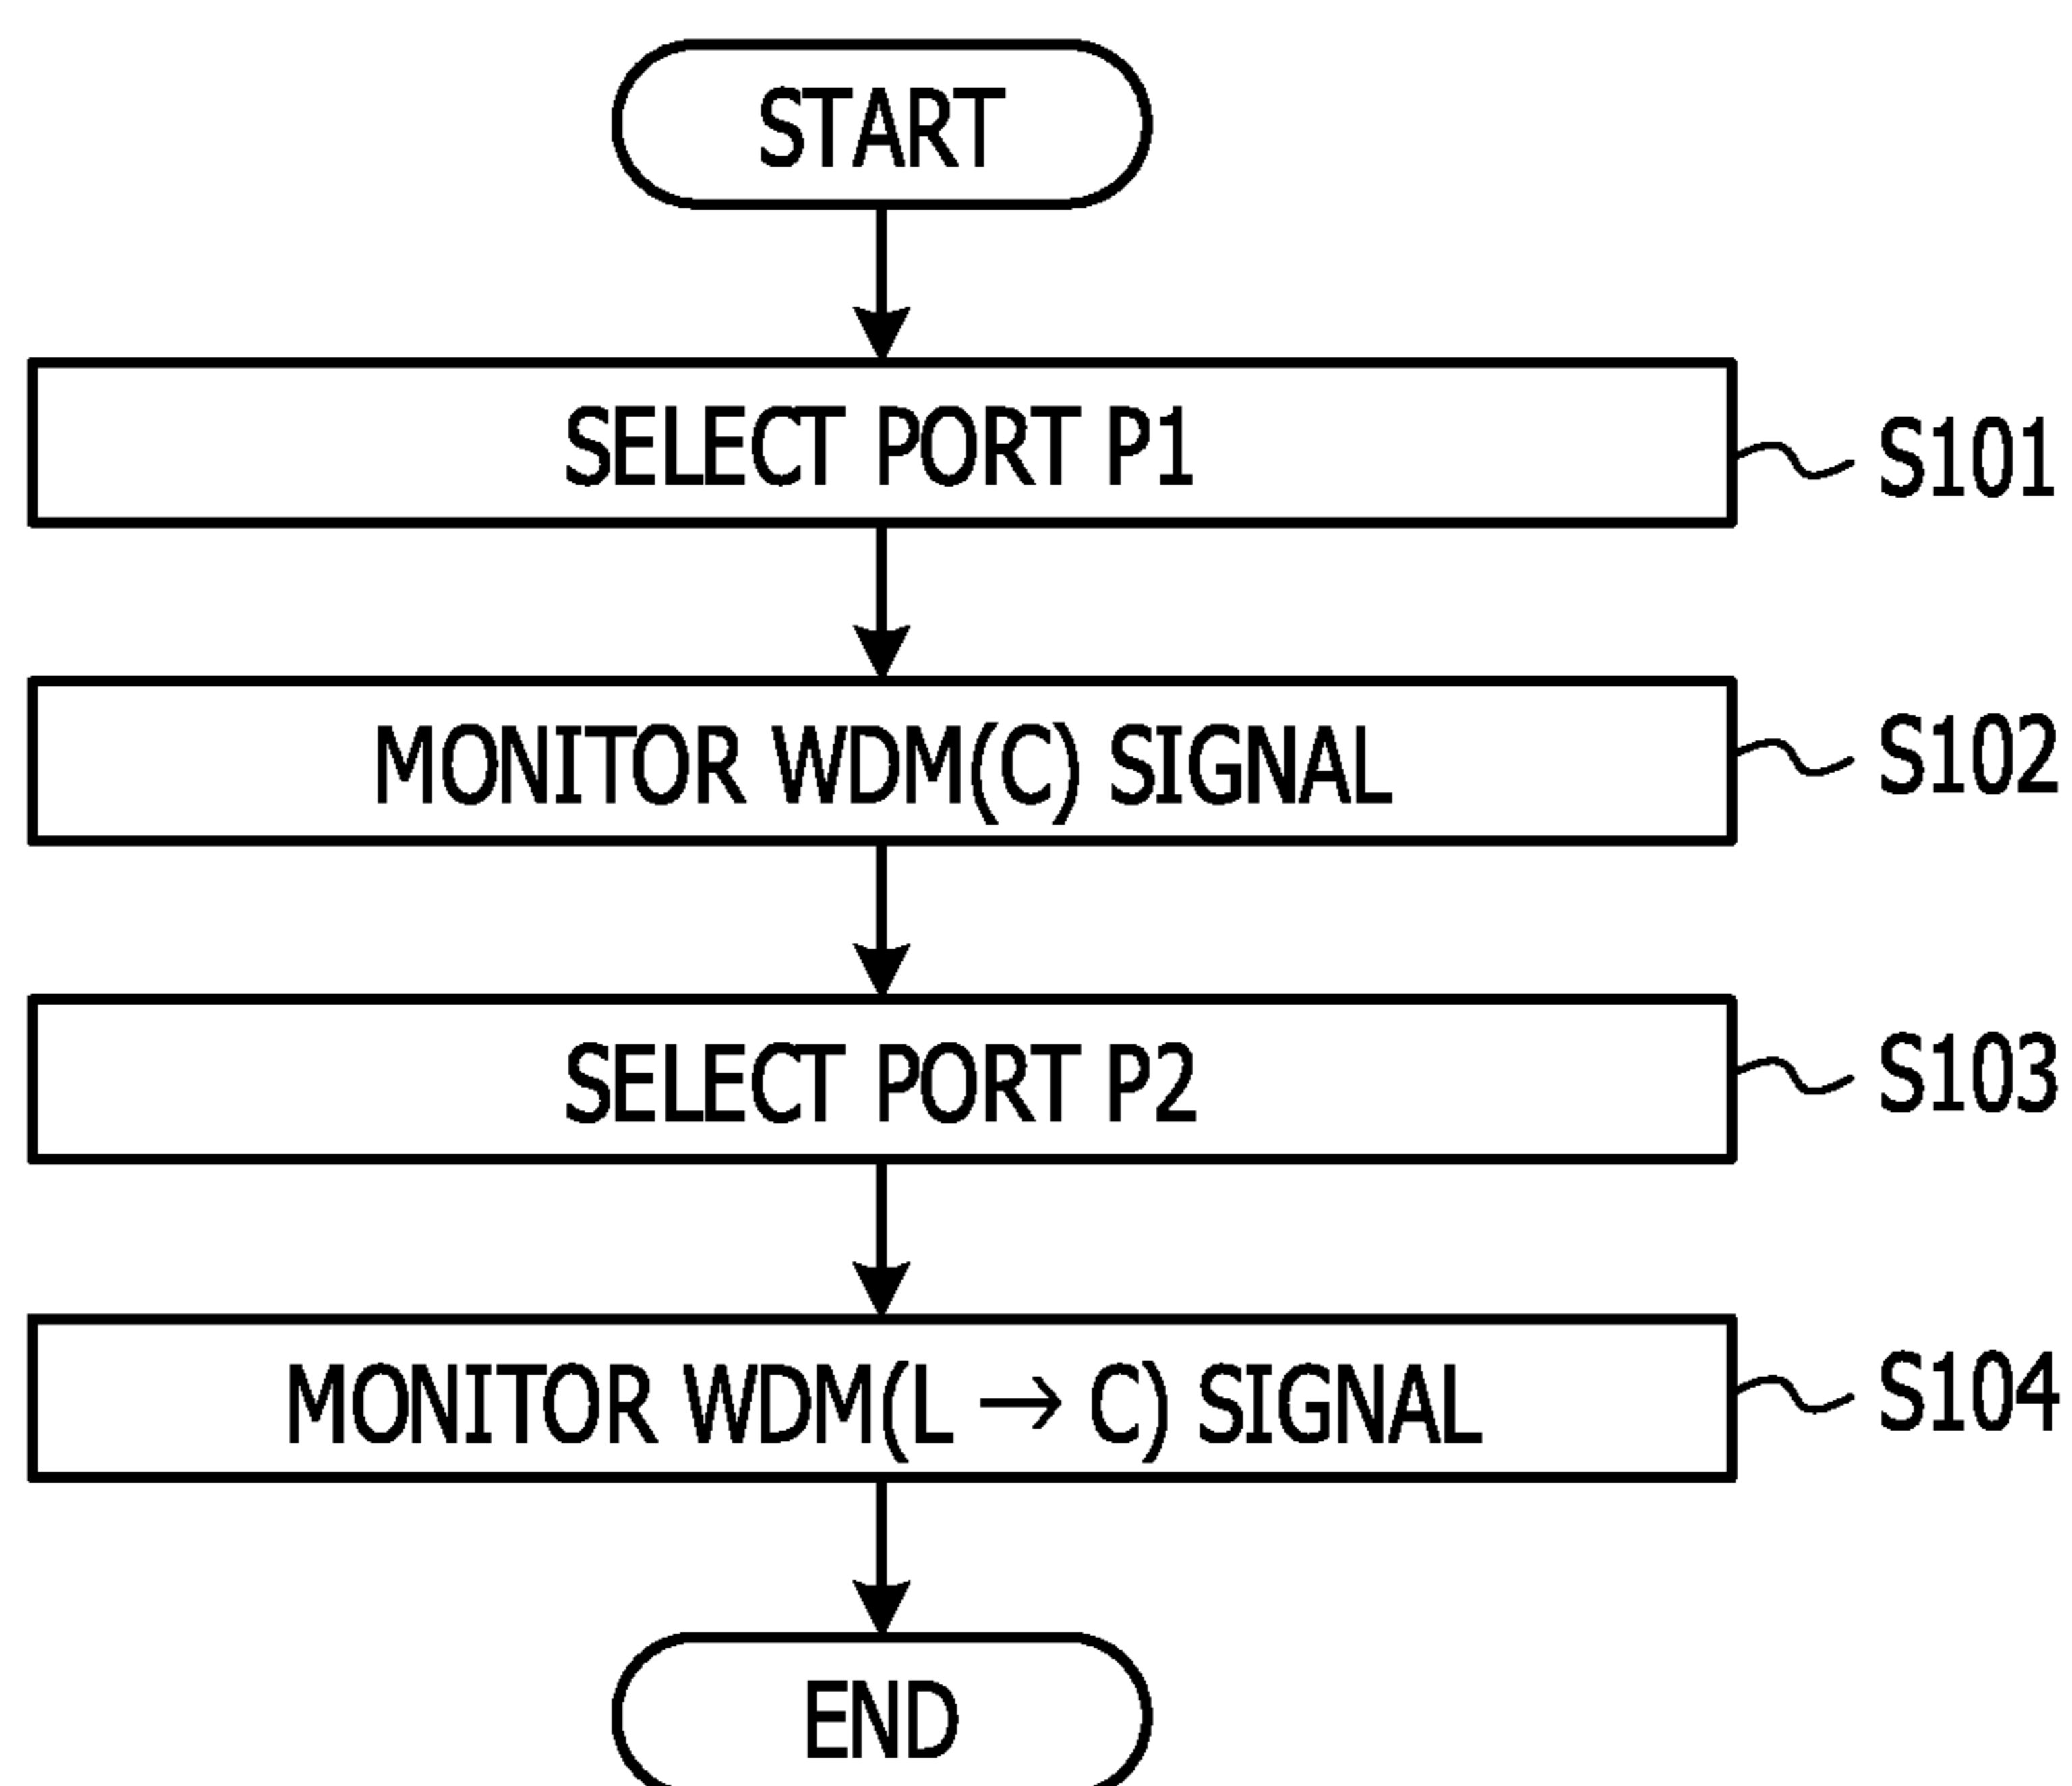 START
SELECT PORT P1
S101
MONITOR WDM(C) SIGNAL
S102
SELECT PORT P2
S103
MONITOR WDM(L → C) SIGNAL
S104
END